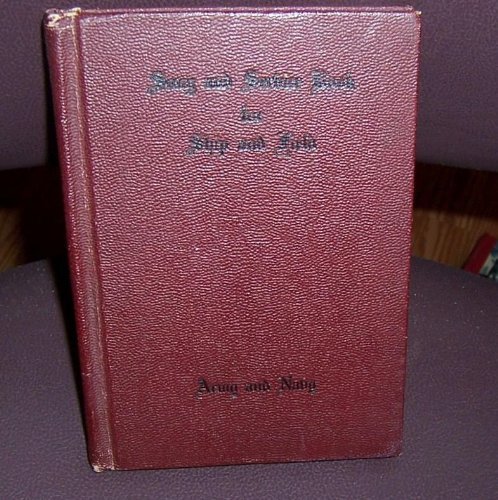 Song and Service Book
for
Ship and Field
Army and Navy